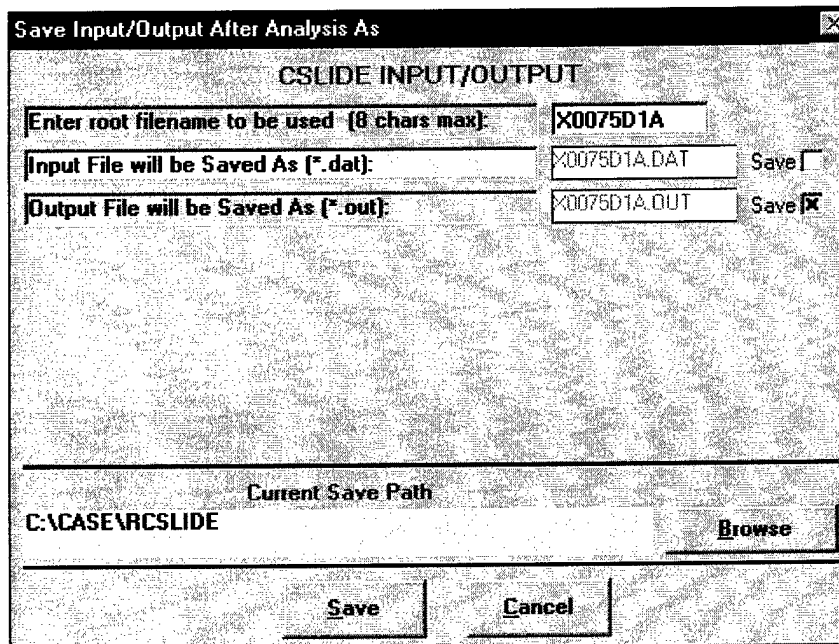 Save Input/Output After Analysis As
CSLIDE INPUT/OUTPUT
Enter root filename to be used (8 chars max): X0075D1A
Input File will be Saved As (*.dat): X0075D1A.DAT Save
Output File will be Saved As (*.out): X0075D1A.OUT Save
Current Save Path
C:\CASE\RCSLIDE
Browse
Save Cancel